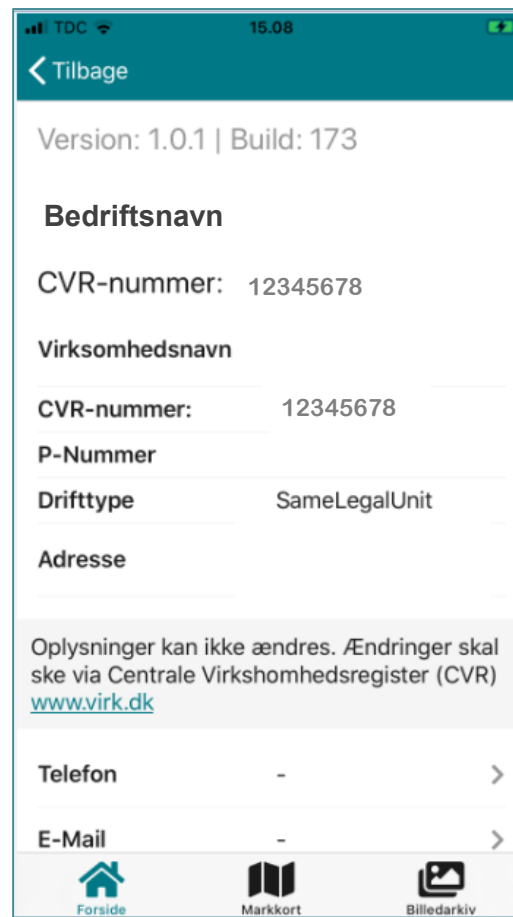 TDC 15.08
Tilbage
Version: 1.0.1 | Build: 173
Bedriftsnavn
CVR-nummer: 12345678
Virksomhedsnavn
CVR-nummer: 12345678
P-Nummer
Drifttype SameLegalUnit
Adresse
Oplysninger kan ikke ændres. Ændringer skal
ske via Centrale Virkshomhedsregister (CVR)
www.virk.dk
Telefon -
E-Mail -
Forside Markkort Billedarkiv